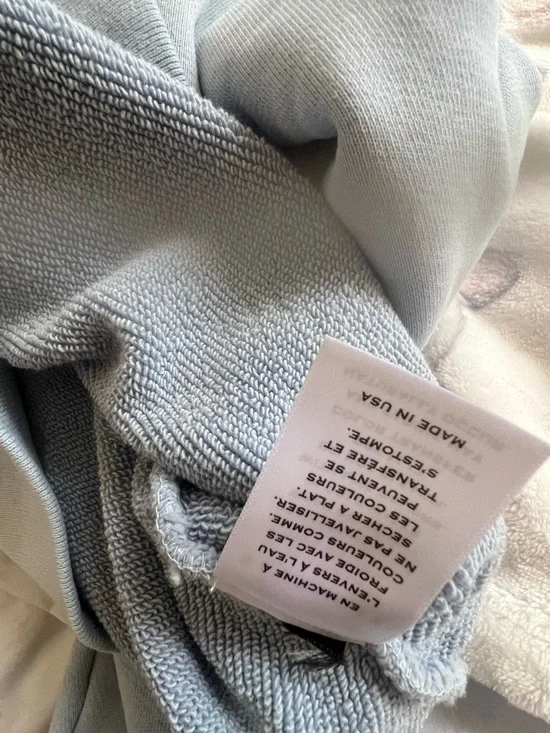 EN MACHINE À
L'ENVERS À L'EAU
FROIDE AVEC LES
COULEURS COMME.
NE PAS JAVELLISER.
SECHER A PLAT.
LES COULEURS
PEUVENT SE
TRANSFÉRE ET
S'ESTOMPE.
MADE IN USA